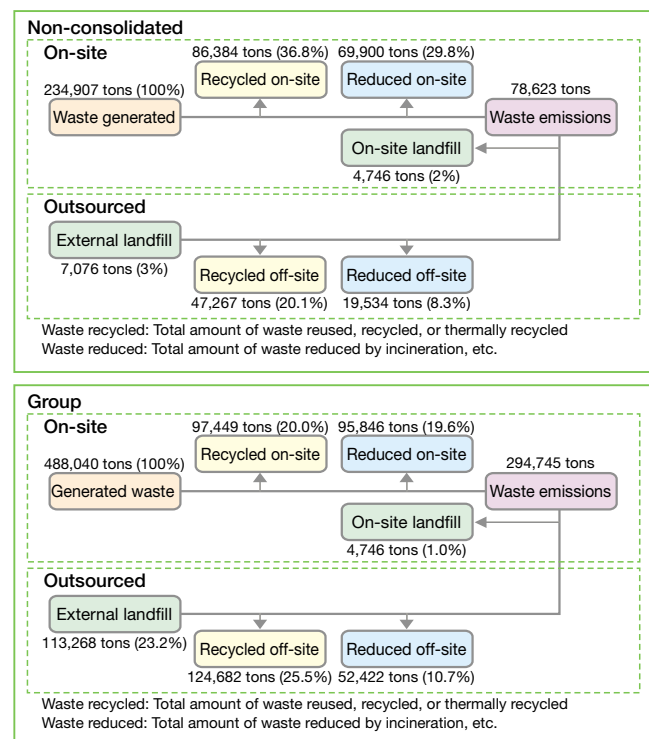 Non-consolidated
On-site
86,384 tons (36.8%)
69,900 tons (29.8%)
234,907 tons (100%)
Recycled on-site
Reduced on-site
78,623 tons
Waste generated
Waste emissions
On-site landfill
4,746 tons (2%)
Outsourced
External landfill
7,076 tons (3%)
Recycled off-site
Reduced off-site
47,267 tons (20.1%)
19,534 tons (8.3%)
Waste recycled: Total amount of waste reused, recycled, or thermally recycled
Waste reduced: Total amount of waste reduced by incineration, etc.
Group
On-site
97,449 tons (20.0%)
95,846 tons (19.6%)
488,040 tons (100%)
Recycled on-site
Reduced on-site
294,745 tons
Generated waste
Waste emissions
On-site landfill
4,746 tons (1.0%)
Outsourced
External landfill
113,268 tons (23.2%)
Recycled off-site
Reduced off-site
124,682 tons (25.5%)
52,422 tons (10.7%)
Waste recycled: Total amount of waste reused, recycled, or thermally recycled
Waste reduced: Total amount of waste reduced by incineration, etc.